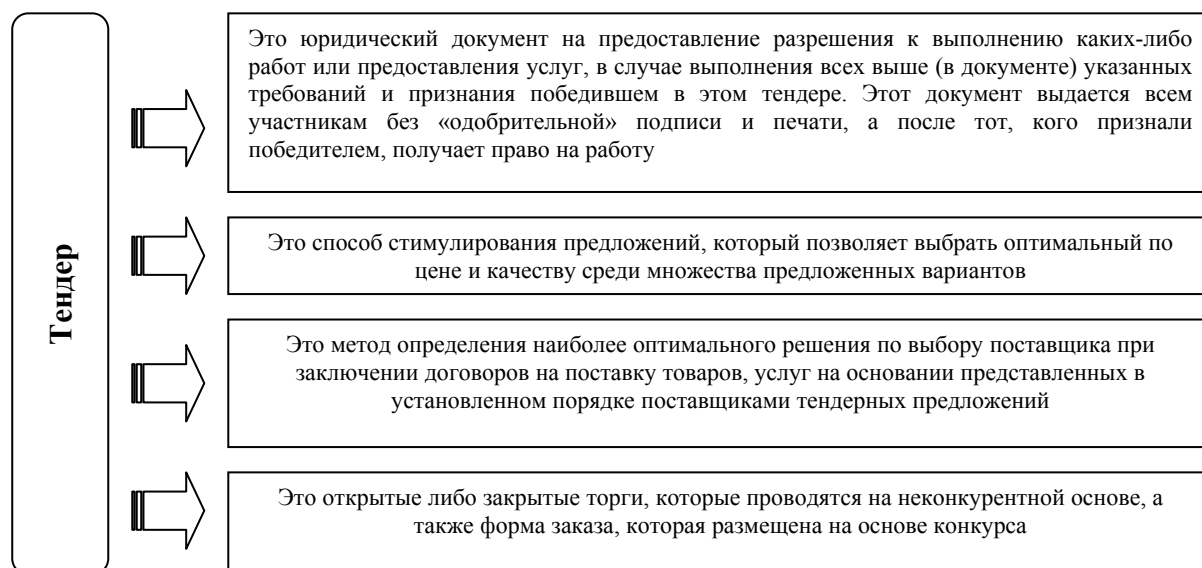 Тендер
Это юридический документ на предоставление разрешения к выполнению каких-либо
работ или предоставления услуг, в случае выполнения всех выше (в документе) указанных
требований и признания победившем в этом тендере. Этот документ выдается всем
участникам без «одобрительной» подписи и печати, а после тот, кого признали
победителем, получает право на работу
Это способ стимулирования предложений, который позволяет выбрать оптимальный по
цене и качеству среди множества предложенных вариантов
Это метод определения наиболее оптимального решения по выбору поставщика при
заключении договоров на поставку товаров, услуг на основании представленных в
установленном порядке поставщиками тендерных предложений
Это открытые либо закрытые торги, которые проводятся на неконкурентной основе, а
также форма заказа, которая размещена на основе конкурса